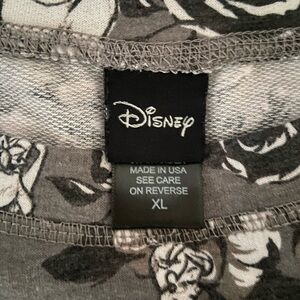 Disney
MADE IN USA
SEE CARE
ON REVERSE
XL